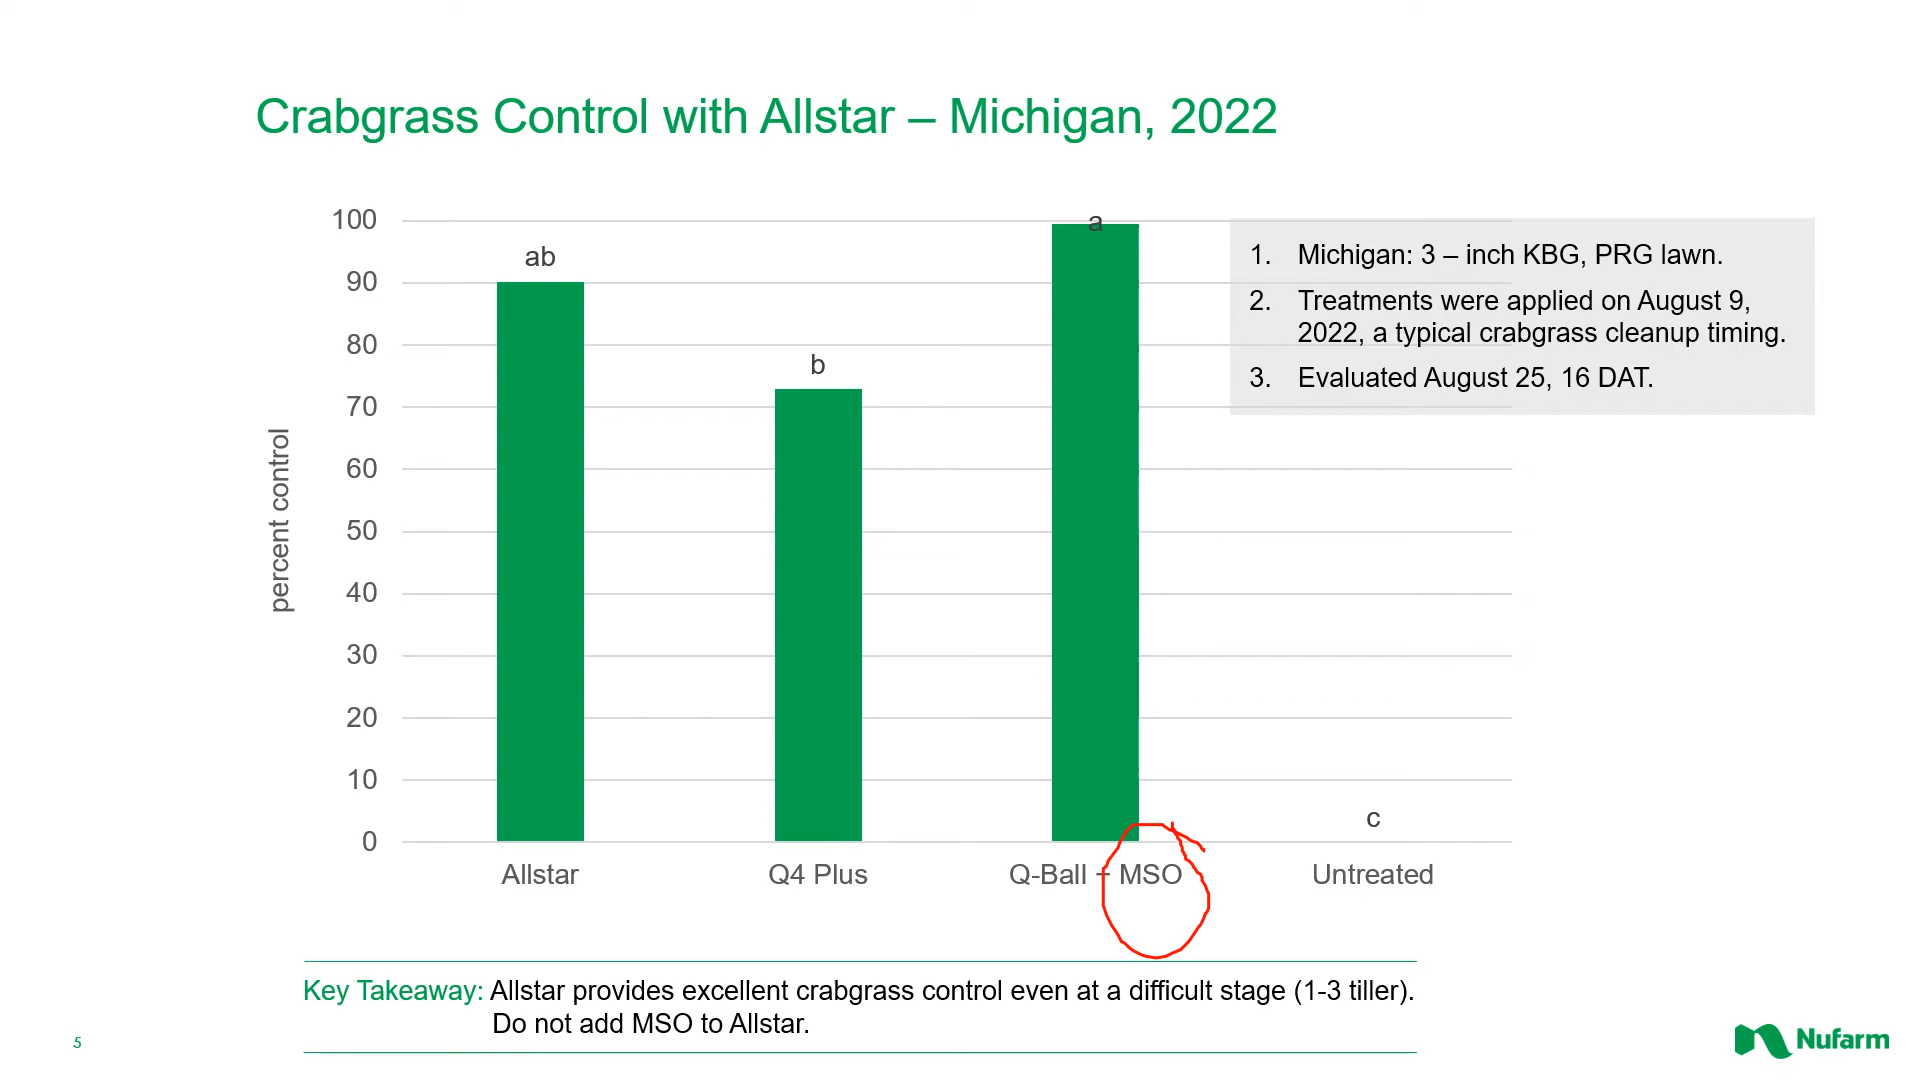 Crabgrass Control with Allstar – Michigan, 2022
percent control
100
90
80
70
60
50
40
30
20
10
0
ab
b
a
c
Allstar
Q4 Plus
Q-Ball + MSO
Untreated
1. Michigan: 3 – inch KBG, PRG lawn.
2. Treatments were applied on August 9,
2022, a typical crabgrass cleanup timing.
3. Evaluated August 25, 16 DAT.
Key Takeaway: Allstar provides excellent crabgrass control even at a difficult stage (1-3 tiller).
Do not add MSO to Allstar.
5
Nufarm